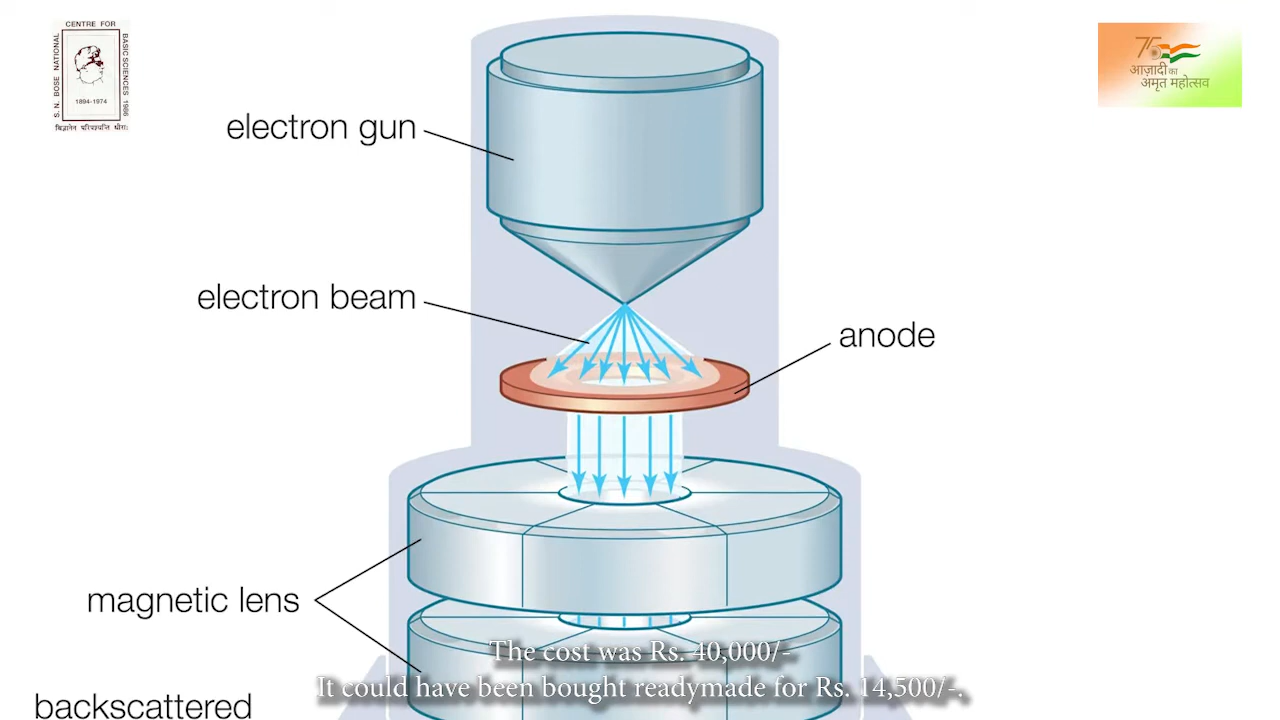 CENTRE FOR
S. N. BOSE NATIONAL
BASIC SCIENCES 1986
1894-1974
75
आज़ादी का
अमृत महोत्सव
electron gun
electron beam
anode
magnetic lens
The cost was Rs. 40,000/-
It could have been bought readymade for Rs. 14,500/-.
backscattered